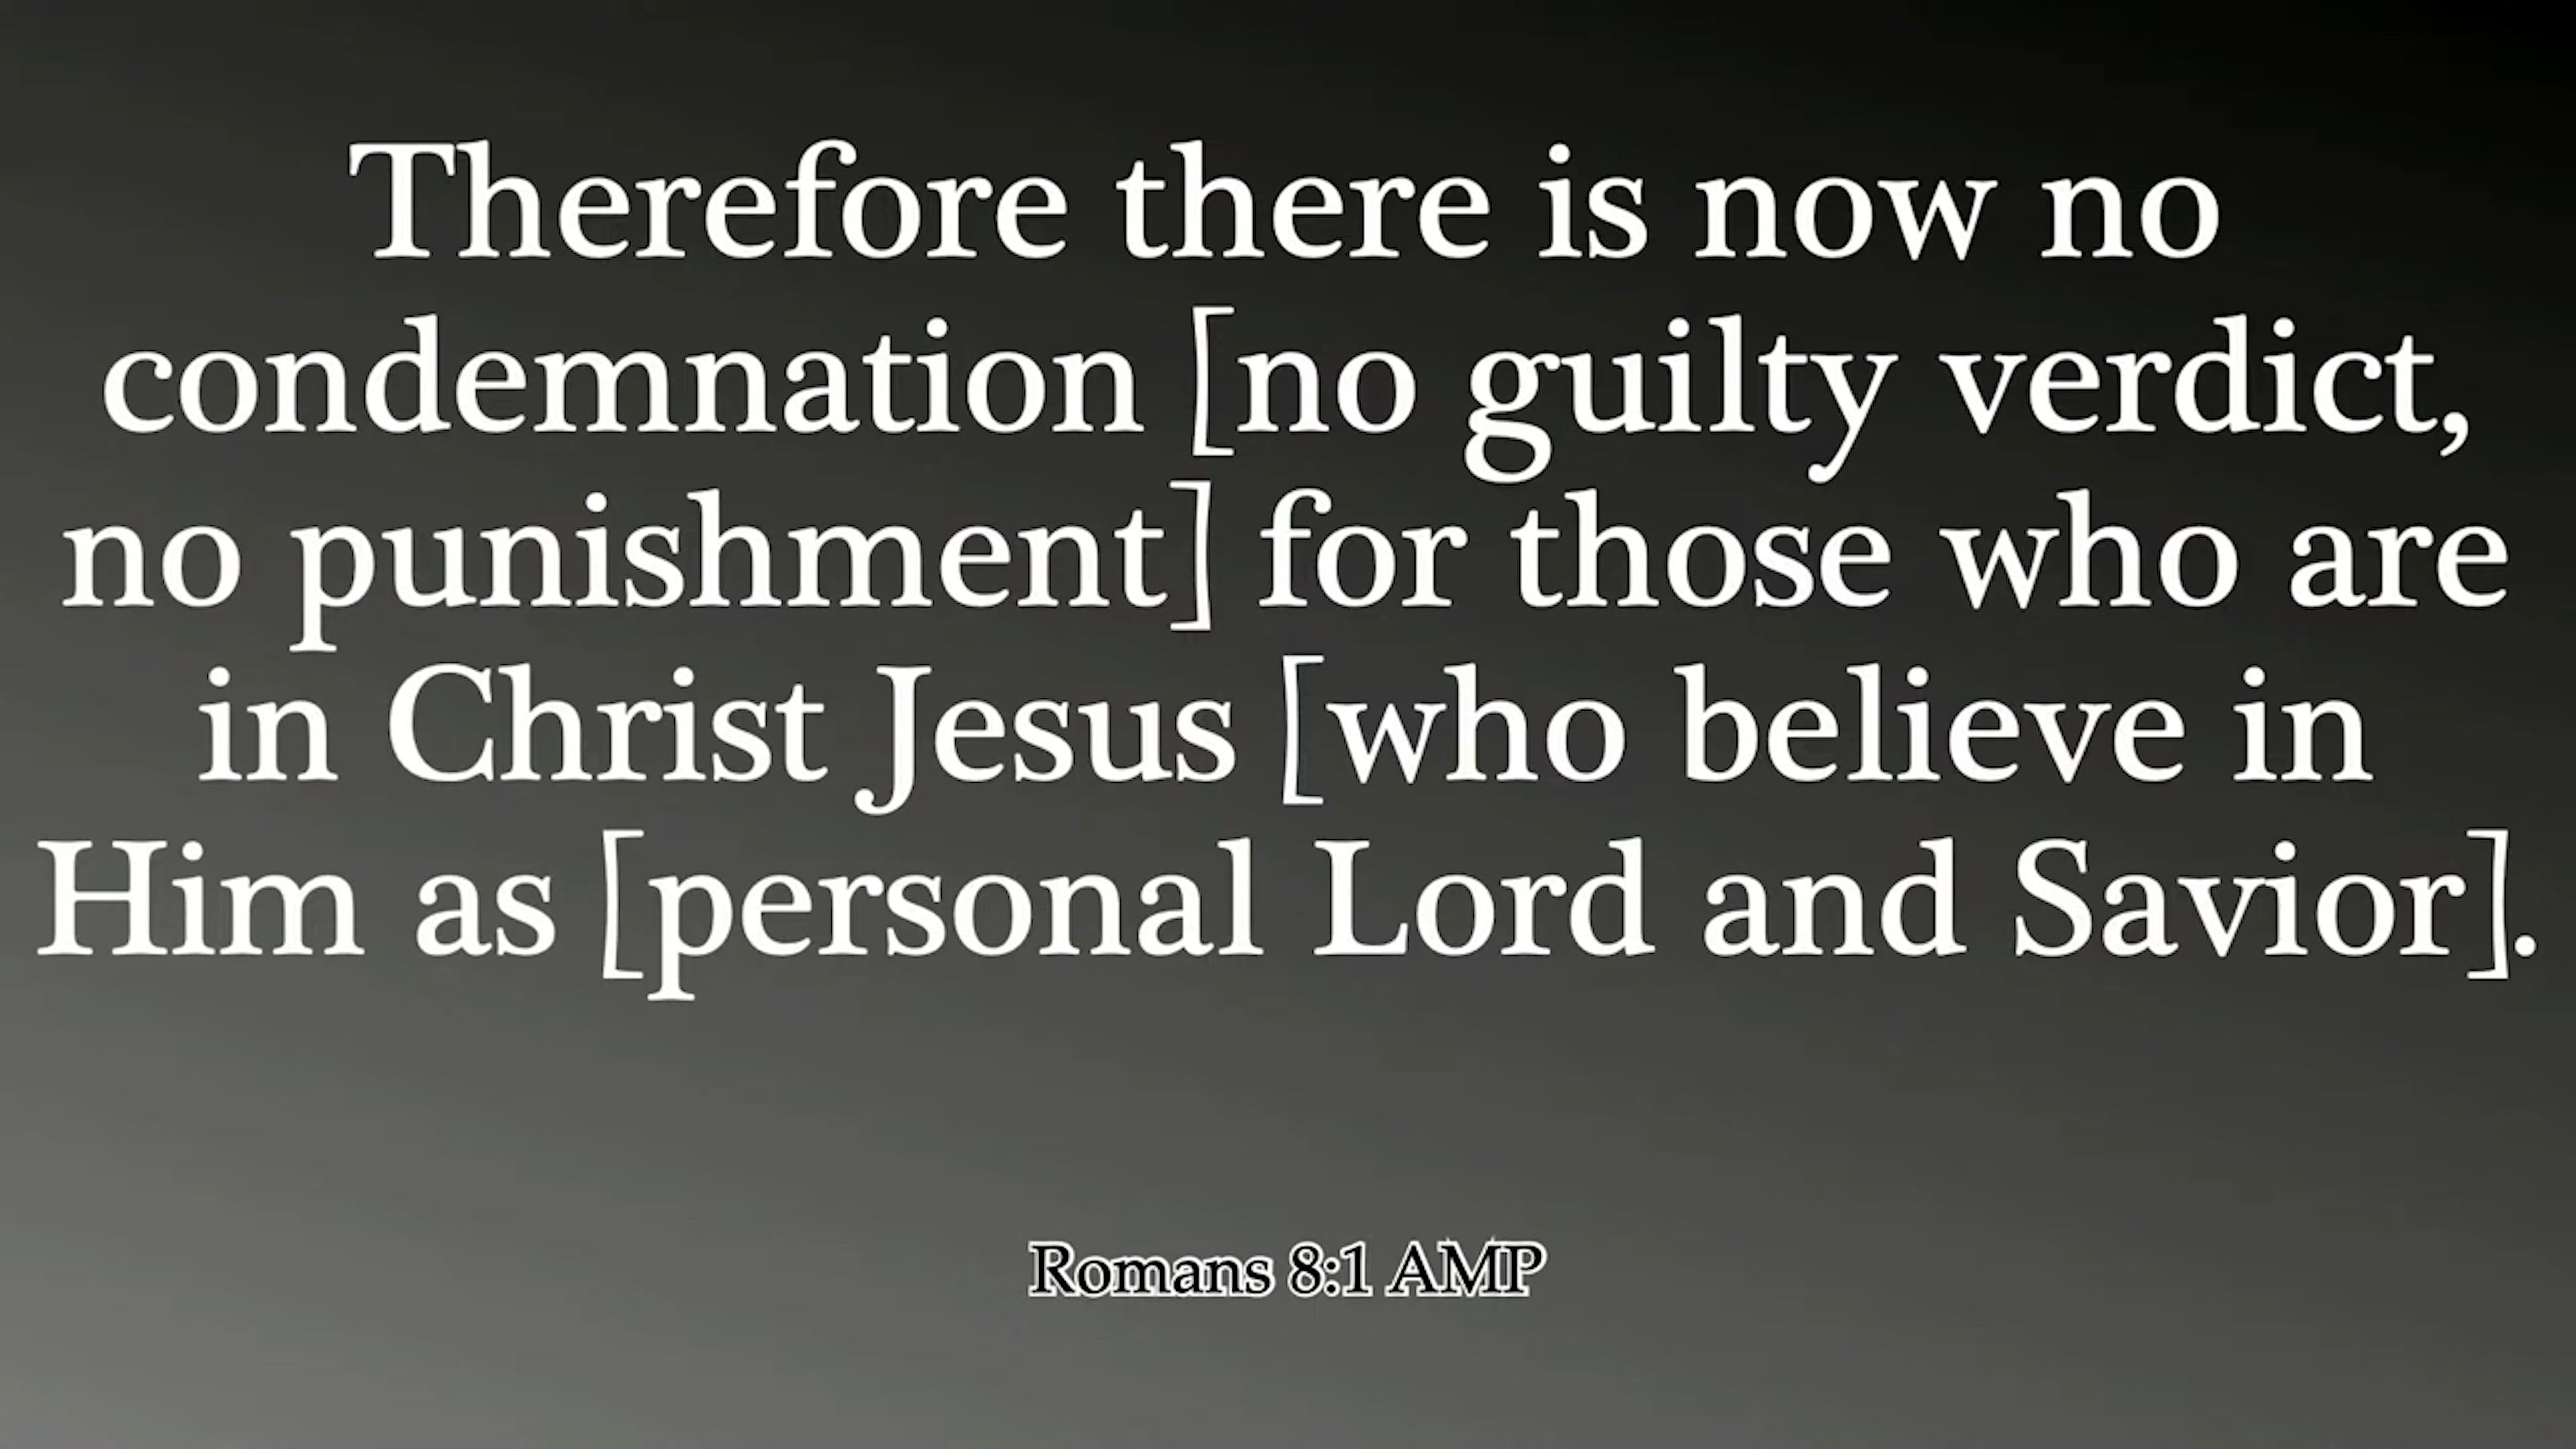 Therefore there is now no
condemnation [no guilty verdict,
no punishment] for those who are
in Christ Jesus [who believe in
Him as [personal Lord and Savior].
Romans 8:1 AMP